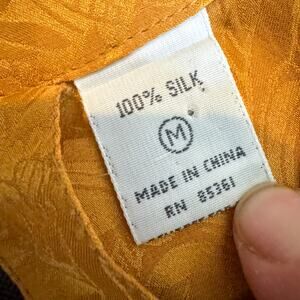 100% SILK
M
MADE IN CHINA
RN 85361